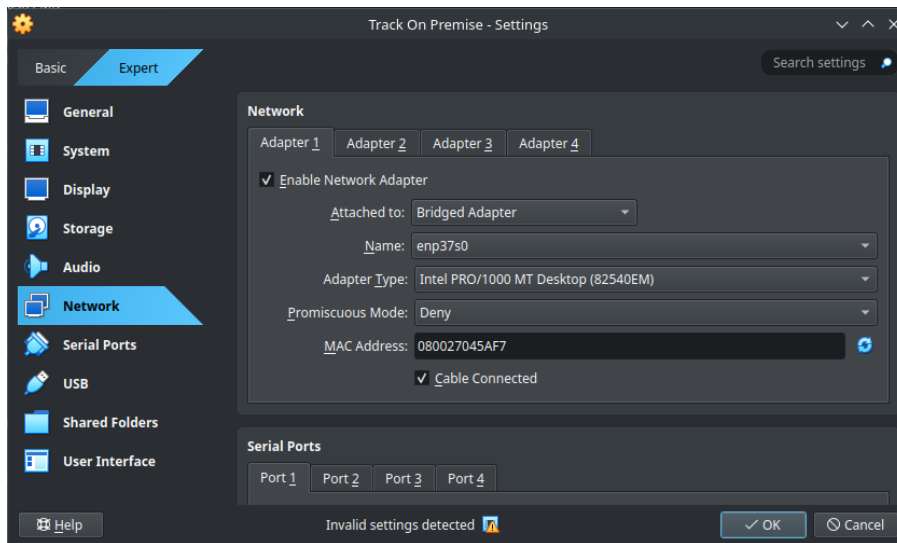 Track On Premise - Settings
Basic
Expert
Search settings
General
System
Display
Storage
Audio
Network
Serial Ports
USB
Shared Folders
User Interface
Network
Adapter 1
Adapter 2
Adapter 3
Adapter 4
Enable Network Adapter
Attached to: Bridged Adapter
Name: enp37s0
Adapter Type: Intel PRO/1000 MT Desktop (82540EM)
Promiscuous Mode: Deny
MAC Address: 080027045AF7
Cable Connected
Serial Ports
Port 1
Port 2
Port 3
Port 4
Help
Invalid settings detected
OK
Cancel